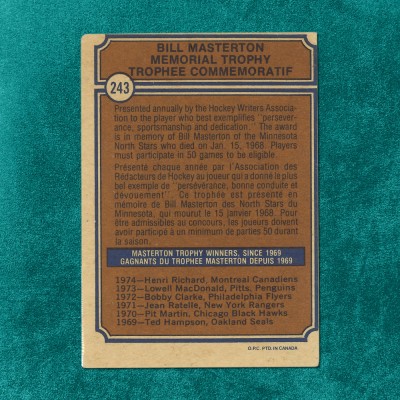 BILL MASTERTON
MEMORIAL TROPHY
TROPHEE COMMEMORATIF
243
Presented annually by the Hockey Writers Associa-
tion to the player who best exemplifies "persever-
ance, sportsmanship and dedication." The award
is in memory of Bill Masterton of the Minnesota
North Stars who died on Jan. 15, 1968. Players
must participate in 50 games to be eligible.
Présenté chaque année par l'Association des
Rédacteurs de Hockey au joueur qui a donné le plus
bel exemple de "persévérance, bonne conduite et
dévouement". Ce trophée est présenté en
mémoire de Bill Masterton des North Stars du
Minnesota, qui mourut le 15 janvier 1968. Pour
être admissibles au concours, les joueurs doivent
avoir participé à un minimum de parties 50 durant
la saison.
MASTERTON TROPHY WINNERS, SINCE 1969
GAGNANTS DU TROPHEE MASTERTON DEPUIS 1969
1974—Henri Richard, Montreal Canadiens
1973—Lowell MacDonald, Pitts, Penguins
1972—Bobby Clarke, Philadelphia Flyers
1971—Jean Ratelle, New York Rangers
1970—Pit Martin, Chicago Black Hawks
1969—Ted Hampson, Oakland Seals
O.P.C. PTD. IN CANADA